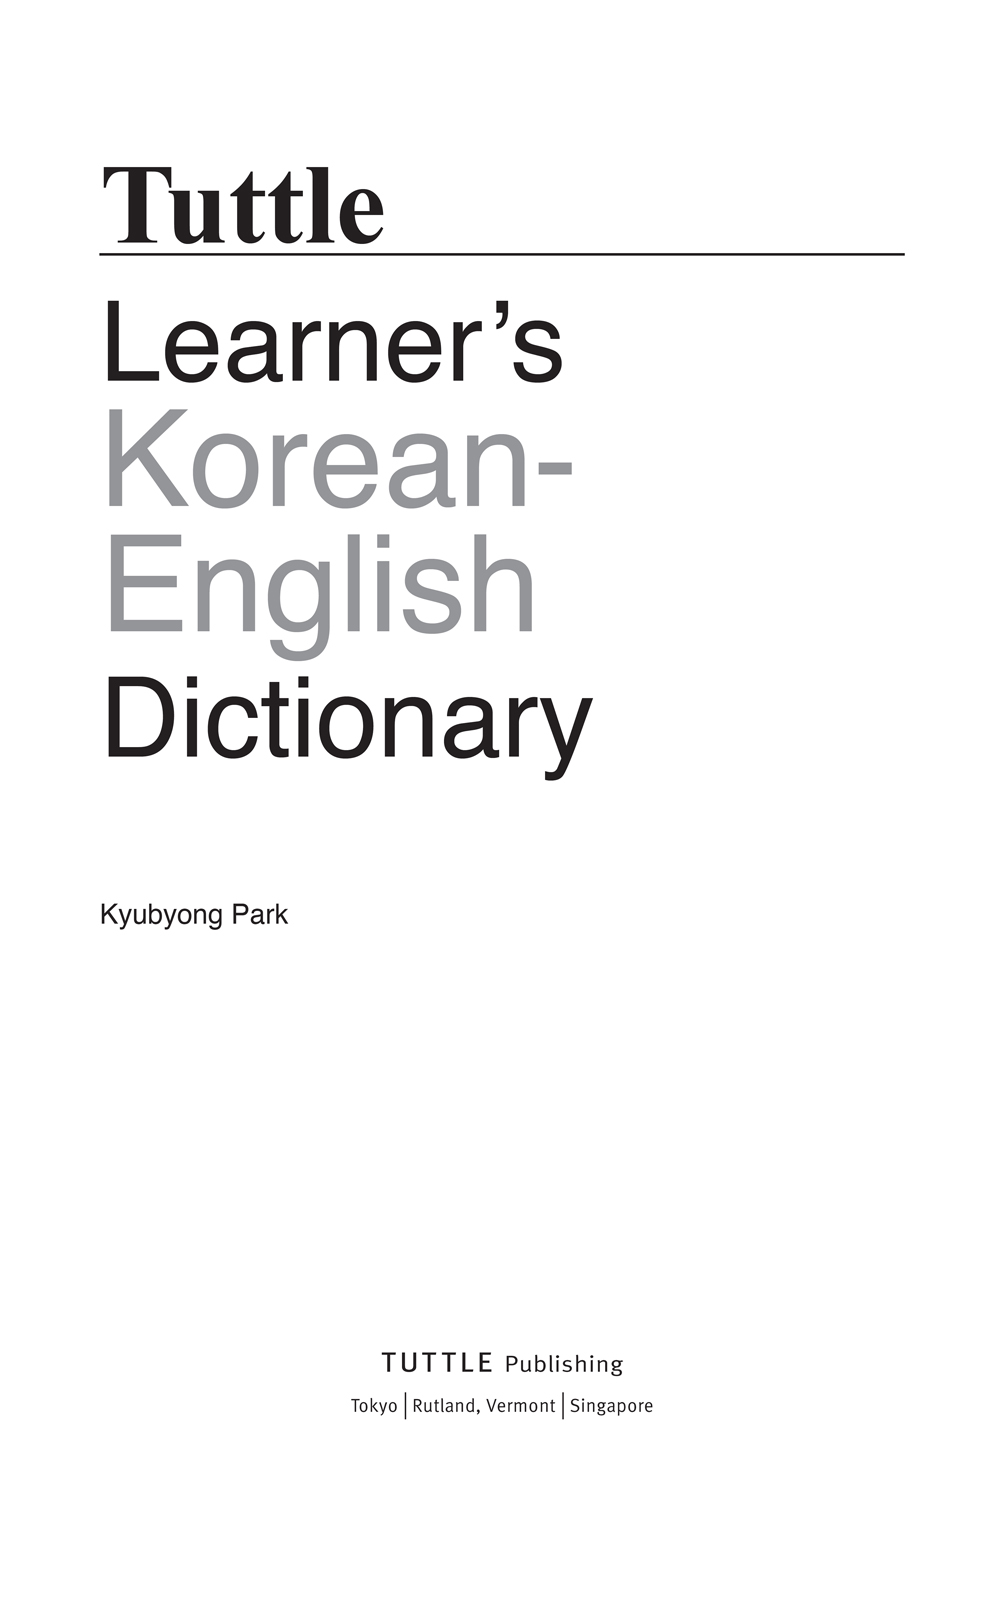 Tuttle
Learner’s
Korean-
English
Dictionary
Kyubyong Park
TUTTLE Publishing
Tokyo | Rutland, Vermont | Singapore